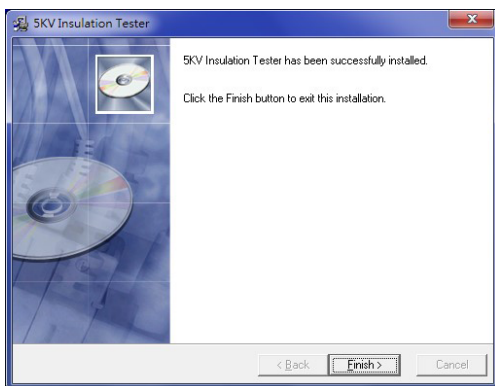 5KV Insulation Tester
5KV Insulation Tester has been successfully installed.
Click the Finish button to exit this installation.
< Back
Finish >
Cancel